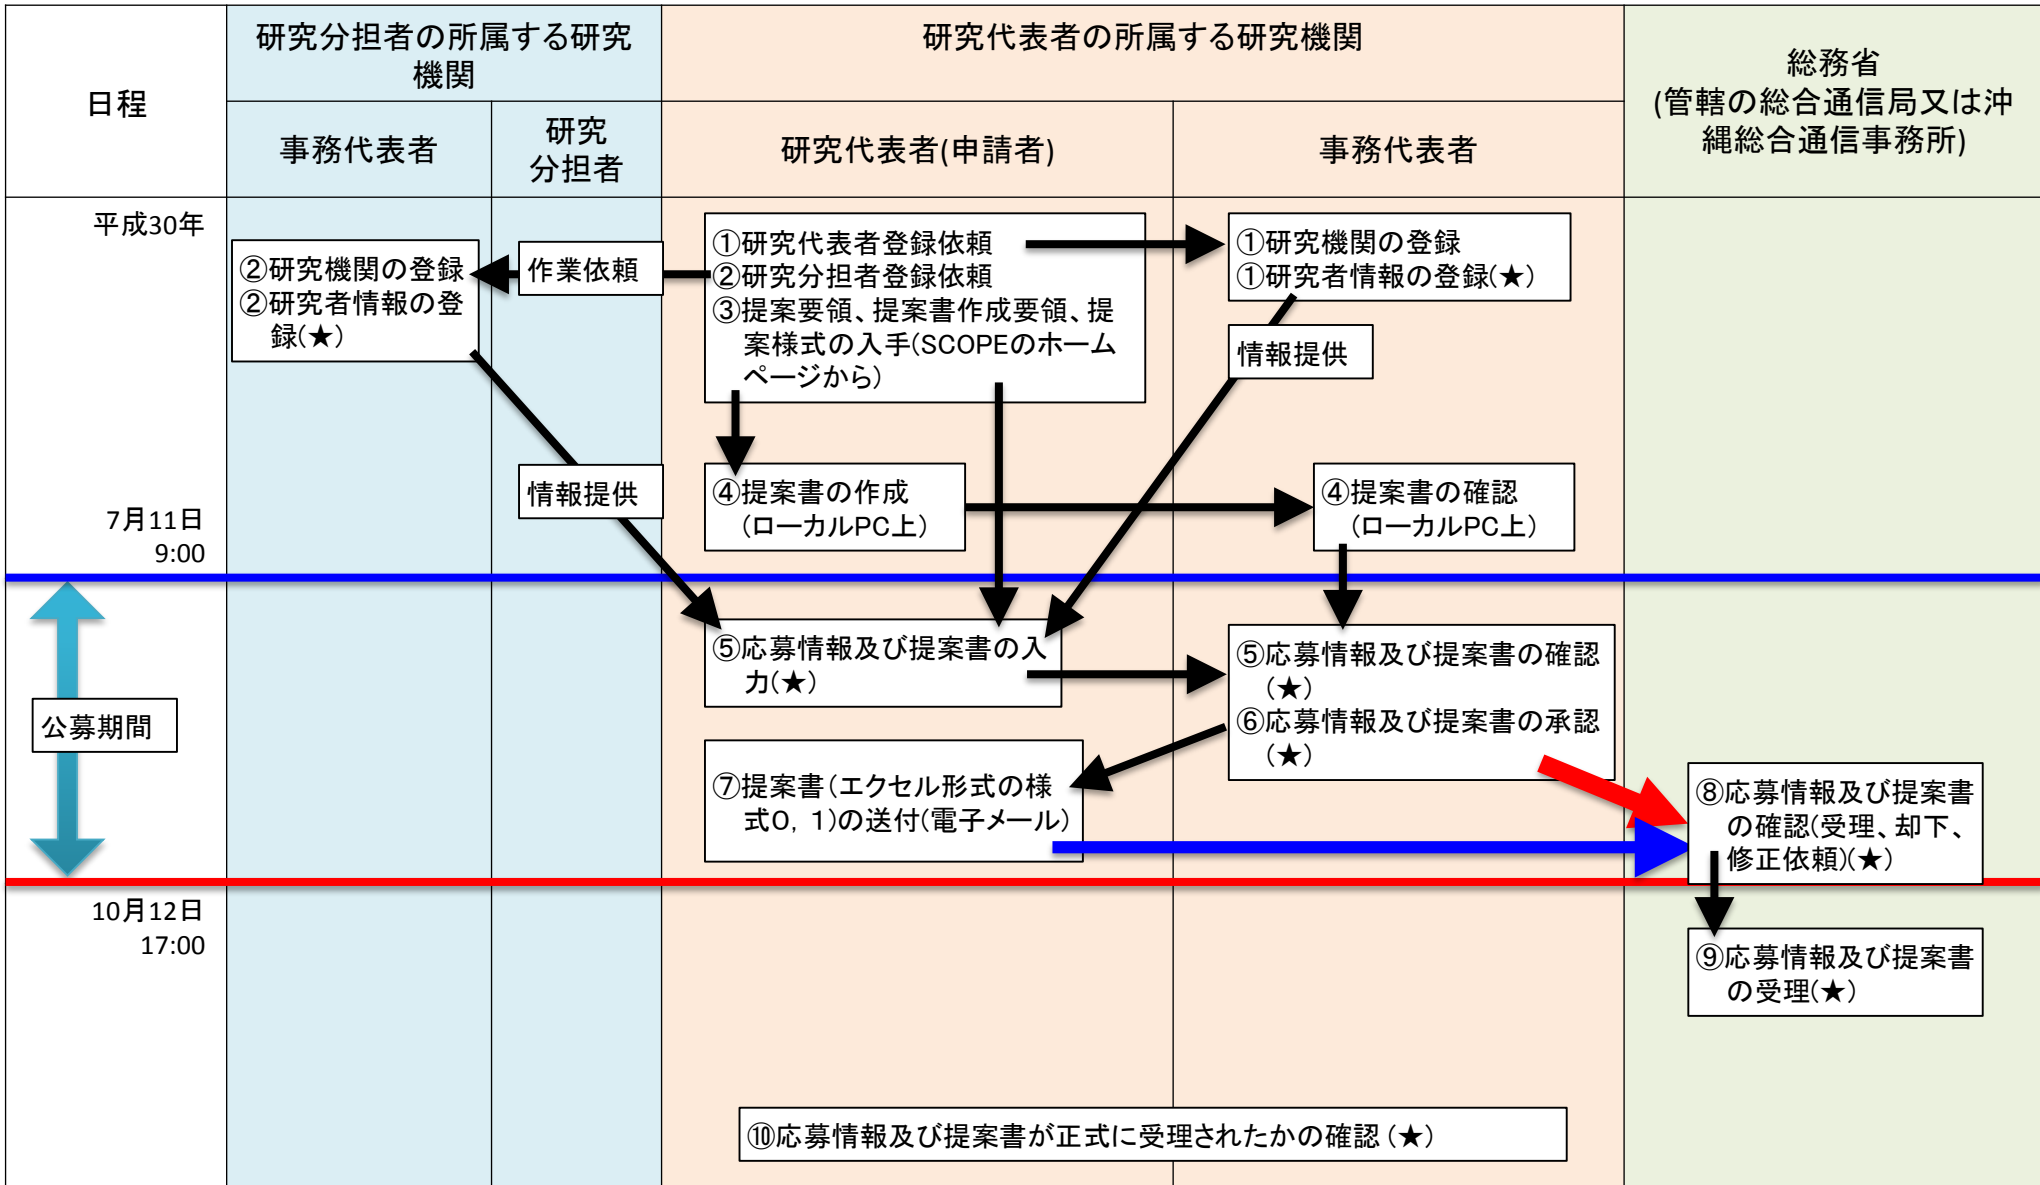 日程
研究分担者の所属する研究
機関
研究代表者の所属する研究機関
総務省
(管轄の総合通信局又は沖
縄総合通信事務所)
事務代表者
研究
分担者
研究代表者(申請者)
事務代表者
平成30年
②研究機関の登録
②研究者情報の登
録(★)
作業依頼
①研究代表者登録依頼
②研究分担者登録依頼
③提案要領、提案書作成要領、提
案様式の入手(SCOPEのホーム
ページから)
①研究機関の登録
①研究者情報の登録(★)
情報提供
情報提供
④提案書の作成
(ローカルPC上)
④提案書の確認
(ローカルPC上)
7月11日
9:00
公募期間
⑤応募情報及び提案書の入
力(★)
⑤応募情報及び提案書の確認
(★)
⑥応募情報及び提案書の承認
(★)
⑦提案書(エクセル形式の様
式0, 1)の送付(電子メール)
⑧応募情報及び提案書
の確認(受理、却下、
修正依頼)(★)
10月12日
17:00
⑨応募情報及び提案書
の受理(★)
⑩応募情報及び提案書が正式に受理されたかの確認 (★)